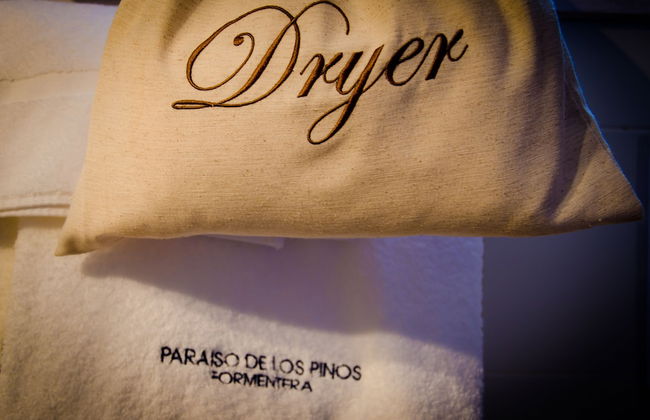 Dryer
PARAISO DE LOS PINOS
FORMENTERA